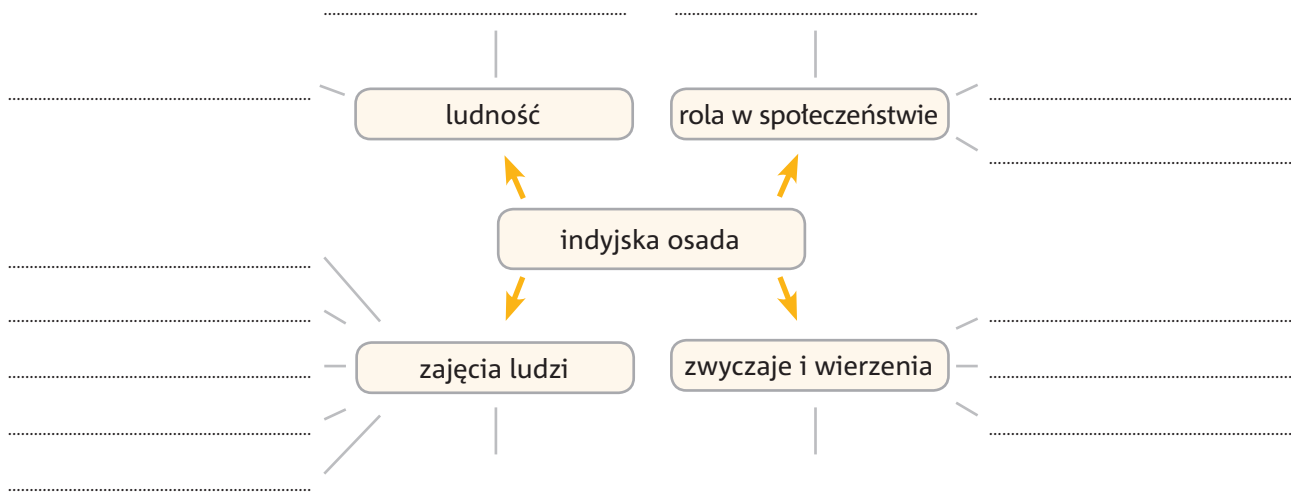 ludność
rola w społeczeństwie
indyjska osada
zajęcia ludzi
zwyczaje i wierzenia